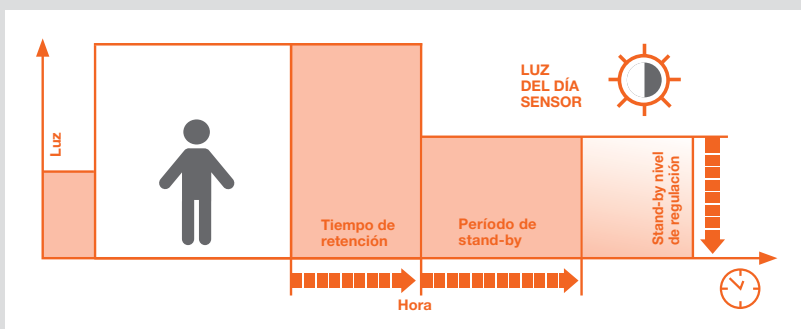 LUZ
DEL DÍA
SENSOR
Luz
Tiempo de
retención
Período de
stand-by
Stand-by nivel
de regulación
Hora